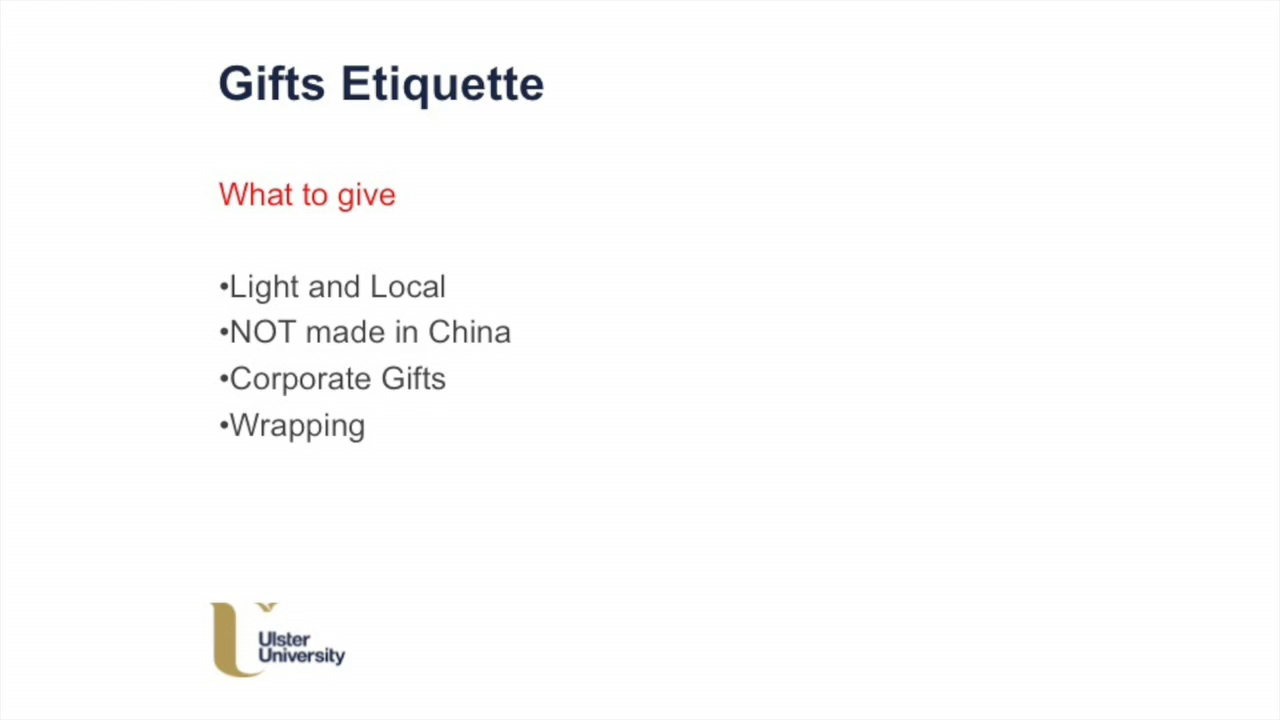 Gifts Etiquette
What to give
•Light and Local
•NOT made in China
•Corporate Gifts
•Wrapping
Ulster
University